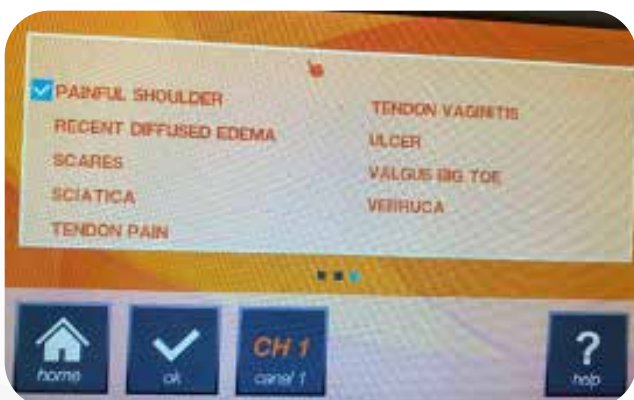 PAINFUL SHOULDER
RECENT DIFFUSED EDEMA
SCARES
SCIATICA
TENDON PAIN
TENDON VAGINITIS
ULCER
VALGUS BIG TOE
VERRUCA
home
ok
CH 1
canal 1
?
help